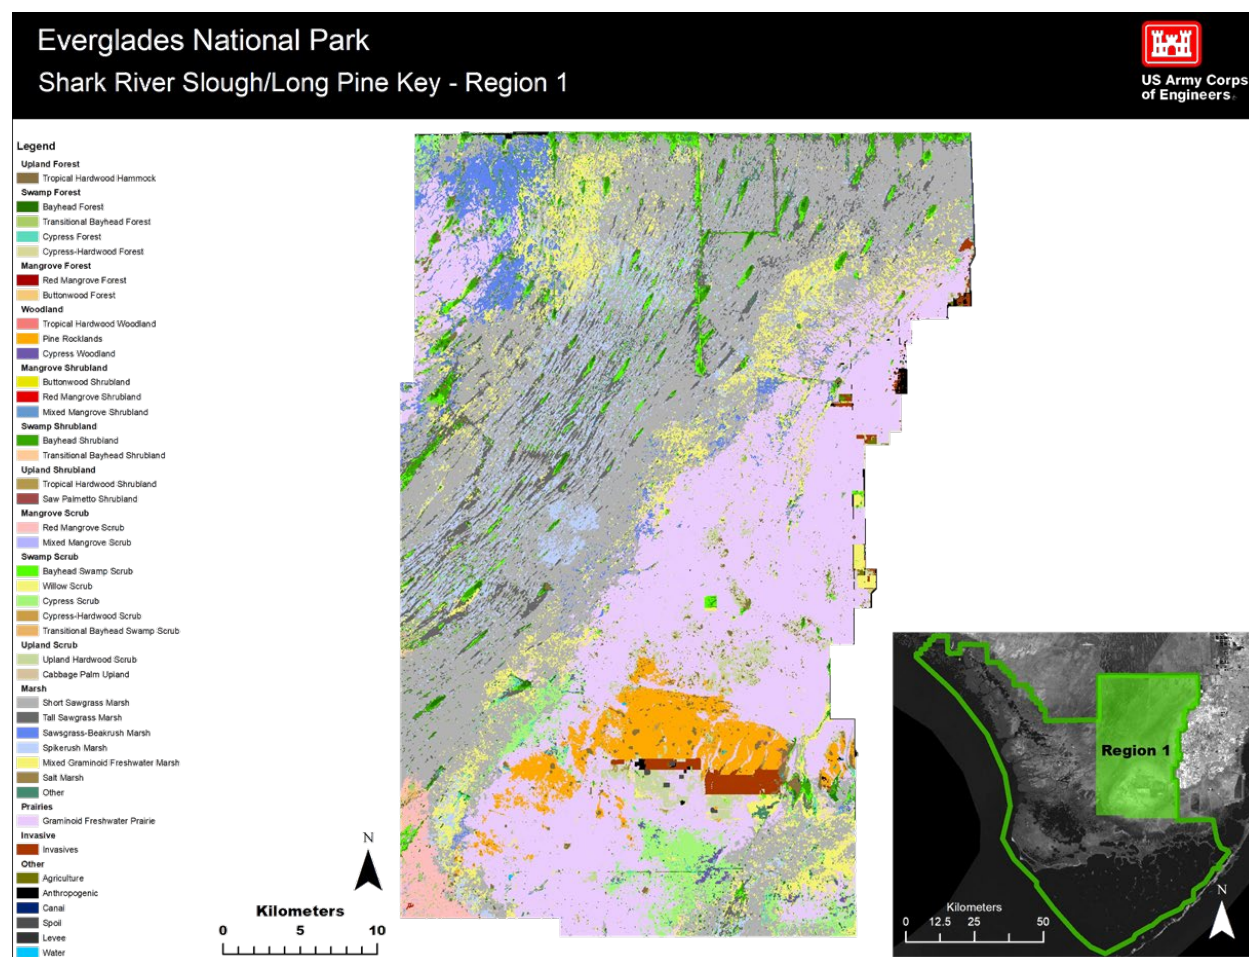 Everglades National Park
Shark River Slough/Long Pine Key - Region 1
US Army Corps
of Engineers
Legend
Upland Forest
Tropical Hardwood Hammock
Swamp Forest
Bayhead Forest
Transitional Bayhead Forest
Cypress Forest
Cypress-Hardwood Forest
Mangrove Forest
Red Mangrove Forest
Buttonwood Forest
Woodland
Tropical Hardwood Woodland
Pine Rocklands
Cypress Woodland
Mangrove Shrubland
Buttonwood Shrubland
Red Mangrove Shrubland
Mixed Mangrove Shrubland
Swamp Shrubland
Bayhead Shrubland
Transitional Bayhead Shrubland
Upland Shrubland
Tropical Hardwood Shrubland
Saw Palmetto Shrubland
Mangrove Scrub
Red Mangrove Scrub
Mixed Mangrove Scrub
Swamp Scrub
Bayhead Swamp Scrub
Willow Scrub
Cypress Scrub
Cypress-Hardwood Scrub
Transitional Bayhead Swamp Scrub
Upland Scrub
Upland Hardwood Scrub
Cabbage Palm Upland
Marsh
Short Sawgrass Marsh
Tall Sawgrass Marsh
Sawsgrass-Beakrush Marsh
Spikerush Marsh
Mixed Graminoid Freshwater Marsh
Salt Marsh
Other
Prairies
Graminoid Freshwater Prairie
Invasive
Invasives
Other
Agriculture
Anthropogenic
Canal
Spoil
Levee
Water
N
Kilometers
0 5 10
Region 1
N
Kilometers
0 12.5 25 50